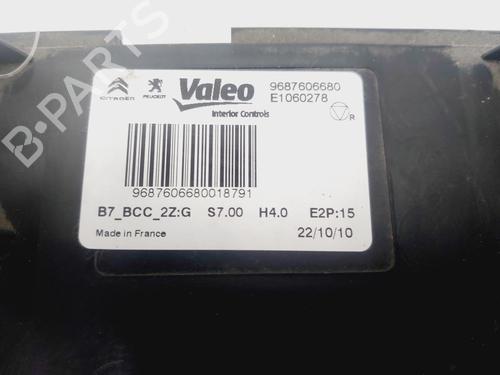 CITROËN PEUGEOT Valeo 9687606680
E1060278
Interior Controls R
9687606680018791
B7_BCC_2Z:G S7.00 H4.0 E2P:15
Made in France 22/10/10
B-PARTS